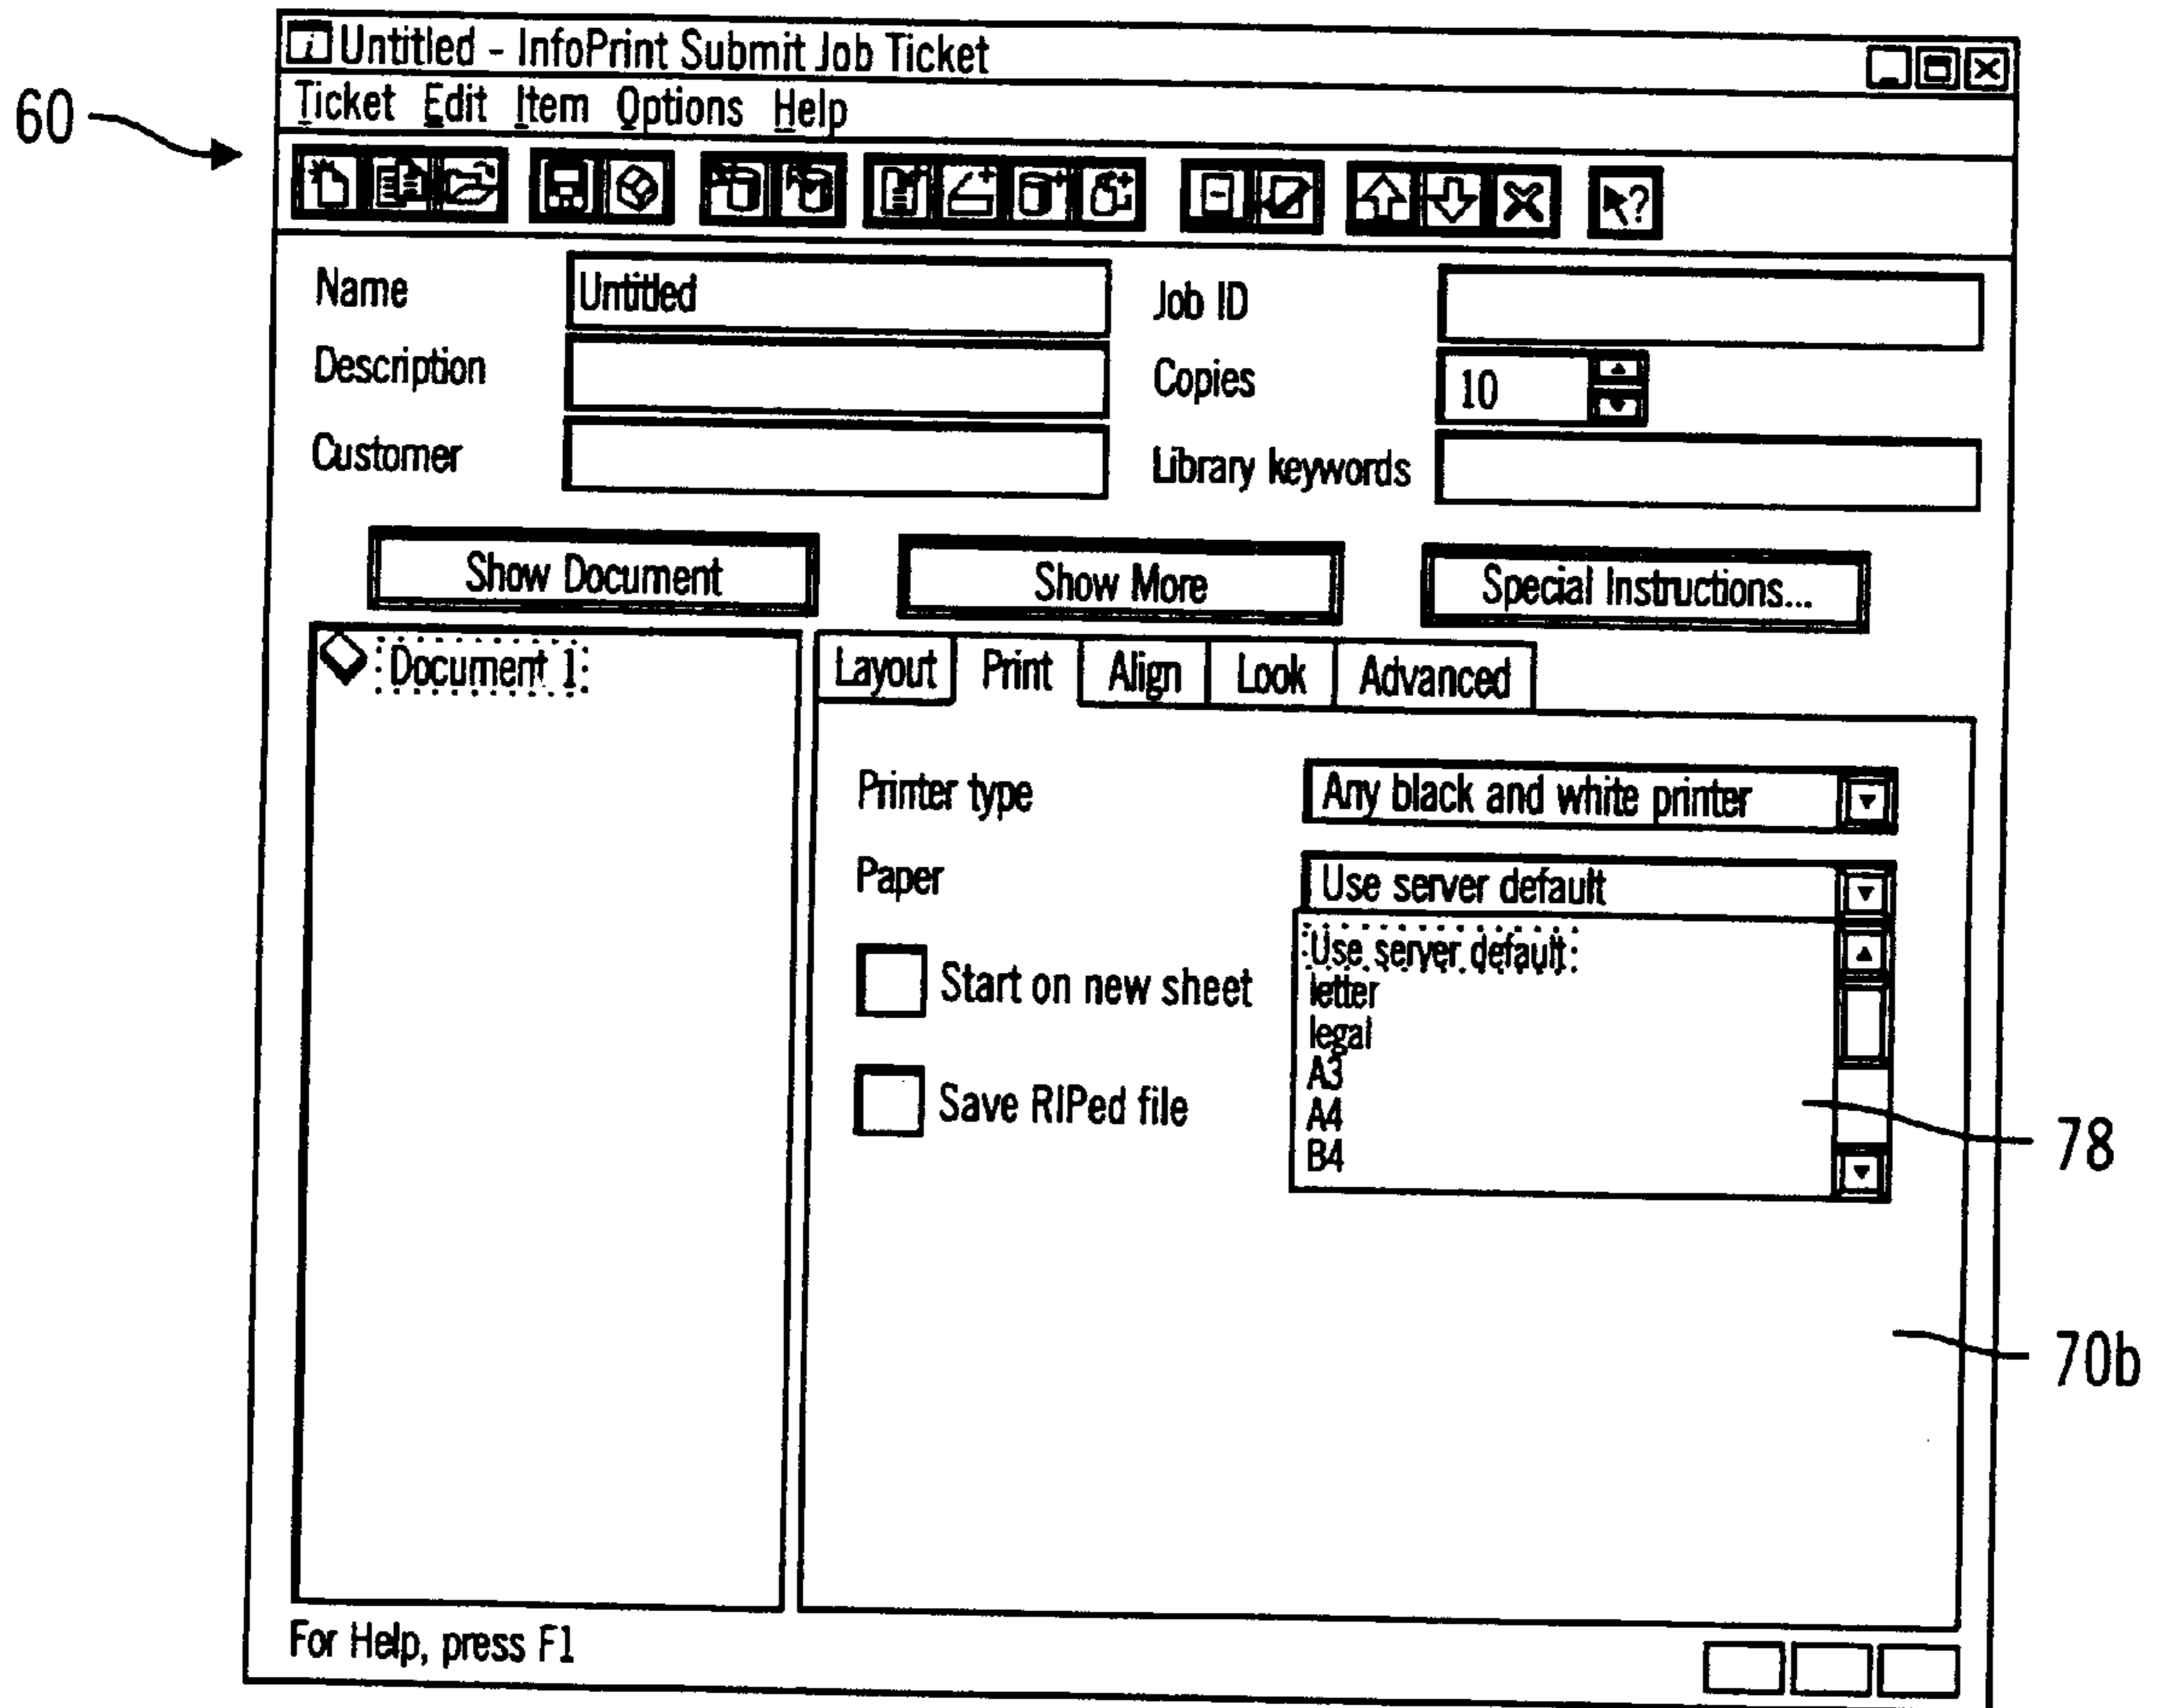 Untitled - InfoPrint Submit Job Ticket
Ticket Edit Item Options Help
60
Name Untitled Job ID
Description Copies 10
Customer Library keywords
Show Document Show More Special Instructions...
Document 1 Layout Print Align Look Advanced
Printer type Any black and white printer
Paper Use server default
Use server default
Start on new sheet letter
legal
A3
Save RIPed file A4
78
B4
70b
For Help, press F1